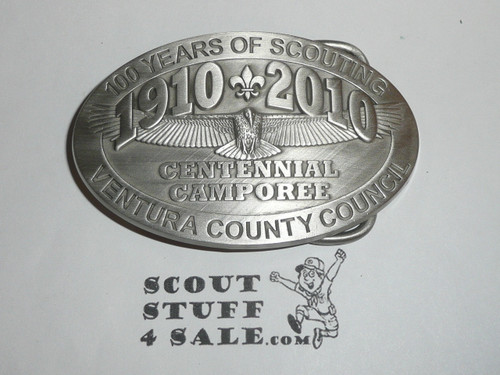 100 YEARS OF SCOUTING
1910 2010
CENTENNIAL
CAMPOREE
VENTURA COUNTY COUNCIL
SCOUT
STUFF
4 SALE.com